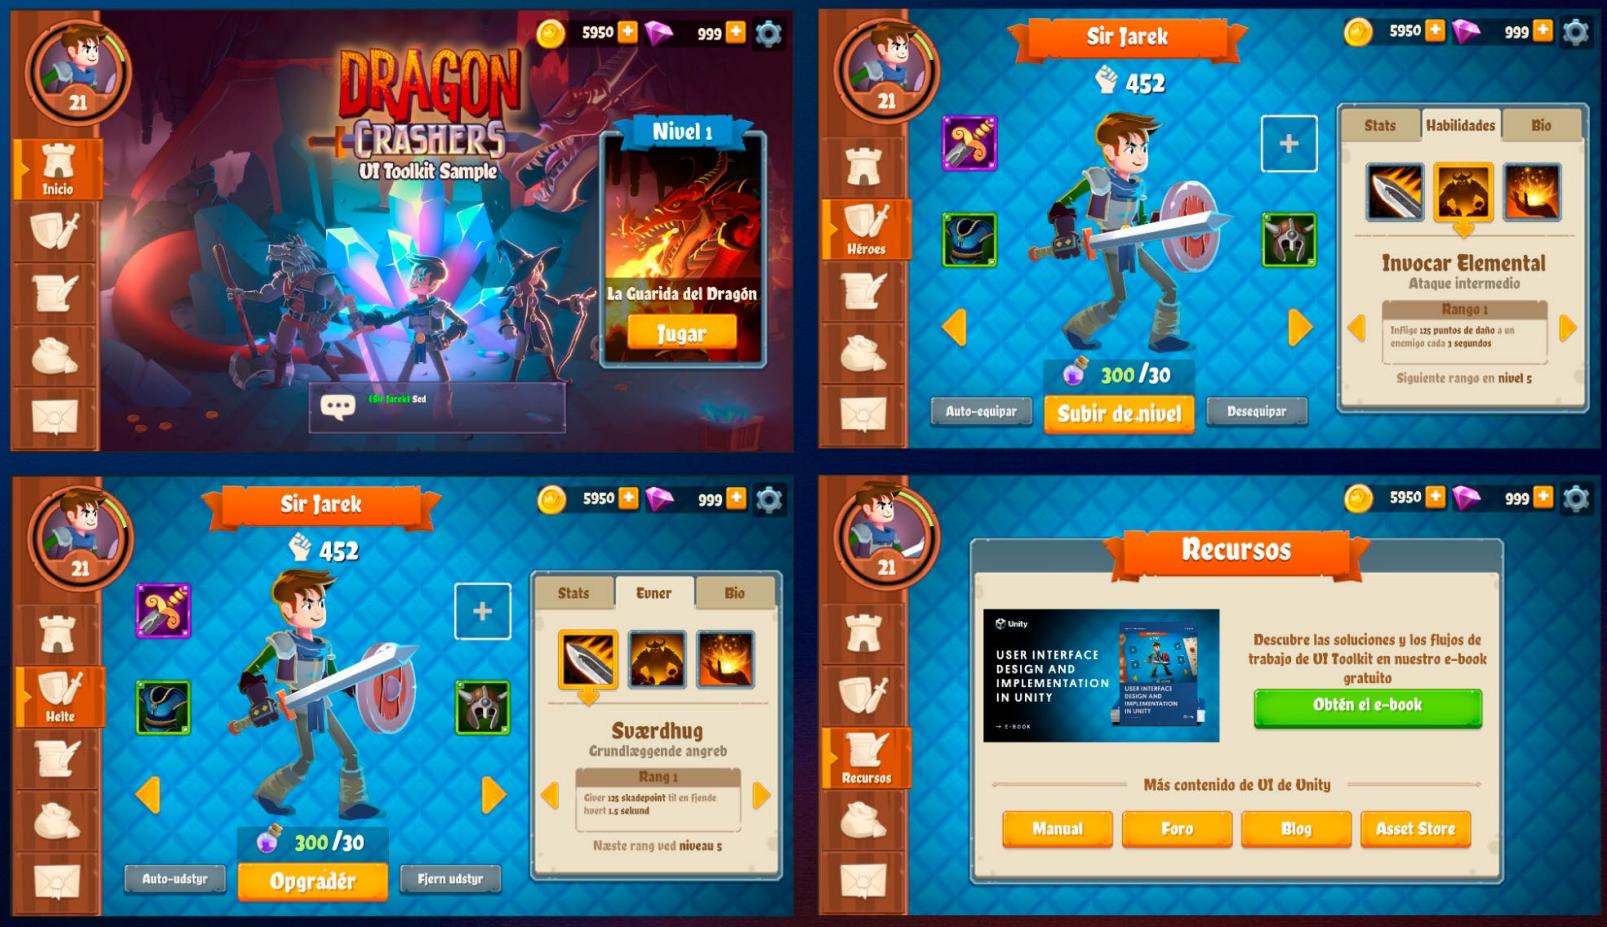 21
5950
999
DRAGON
CRASHERS
UI Toolkit Sample
Inicio
Nivel 1
La Guarida del Dragón
Jugar
(Sir Jarek) Sed
21
Sir Jarek
5950
999
452
Héroes
Stats
Habilidades
Bio
Invocar Elemental
Ataque intermedio
Rango 1
Inflige 125 puntos de daño a un
enemigo cada 3 segundos
Siguiente rango en nivel 5
300/30
Auto-equipar
Subir de nivel
Desequipar
21
Sir Jarek
5950
999
452
Helte
Stats
Evner
Bio
Sværdhug
Grundlæggende angreb
Rang 1
Giver 125 skadepoint til en fjende
hvert 1.5 sekund
Næste rang ved niveau 5
300/30
Auto-udstyr
Opgradér
Fjern udstyr
21
5950
999
Recursos
Recursos
Unity
USER INTERFACE
DESIGN AND
IMPLEMENTATION
IN UNITY
→ E-BOOK
USER INTERFACE
DESIGN AND
IMPLEMENTATION
IN UNITY
Descubre las soluciones y los flujos de
trabajo de UI Toolkit en nuestro e-book
gratuito
Obtén el e-book
Más contenido de UI de Unity
Manual
Foro
Blog
Asset Store